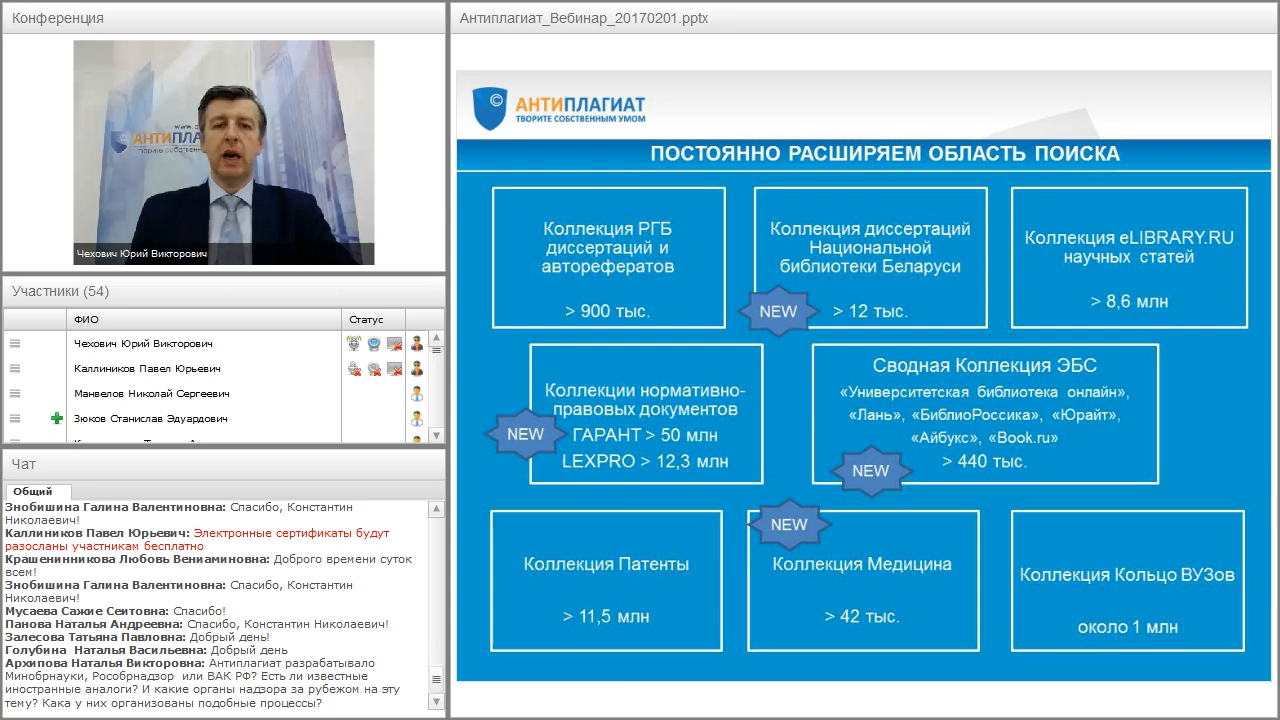 Конференция
www.a
АНТИПЛА
Чехович Юрий Викторович
Участники (54)
ФИО
Статус
Чехович Юрий Викторович
Каллиников Павел Юрьевич
Манвелов Николай Сергеевич
Зюков Станислав Эдуардович
Чат
Общий
Знобишина Галина Валентиновна: Спасибо, Константин
Николаевич!
Каллиников Павел Юрьевич: Электронные сертификаты будут
разосланы участникам бесплатно
Крашенинникова Любовь Вениаминовна: Доброго времени суток
всем!
Знобишина Галина Валентиновна: Спасибо, Константин
Николаевич!
Мусаева Сажие Сеитовна: Спасибо!
Панова Наталья Андреевна: Спасибо, Константин Николаевич!
Залесова Татьяна Павловна: Добрый день!
Голубина Наталья Васильевна: Добрый день
Архипова Наталья Викторовна: Антиплагиат разрабатывало
Минобрнауки, Рособрнадзор или ВАК РФ? Есть ли известные
иностранные аналоги? И какие органы надзора за рубежом на эту
тему? Кака у них организованы подобные процессы?
Антиплагиат_Вебинар_20170201.pptx
©
АНТИПЛАГИАТ
ТВОРИТЕ СОБСТВЕННЫМ УМОМ
ПОСТОЯННО РАСШИРЯЕМ ОБЛАСТЬ ПОИСКА
Коллекция РГБ
диссертаций и
авторефератов
> 900 тыс.
Коллекция диссертаций
Национальной
библиотеки Беларуси
NEW
> 12 тыс.
Коллекция eLIBRARY.RU
научных статей
> 8,6 млн
Коллекции нормативно-
правовых документов
NEW
ГАРАНТ > 50 млн
LEXPRO > 12,3 млн
Сводная Коллекция ЭБС
«Университетская библиотека онлайн»,
«Лань», «БиблиоРоссика», «Юрайт»,
«Айбукс», «Book.ru»
> 440 тыс.
NEW
Коллекция Патенты
> 11,5 млн
NEW
Коллекция Медицина
> 42 тыс.
Коллекция Кольцо ВУЗов
около 1 млн